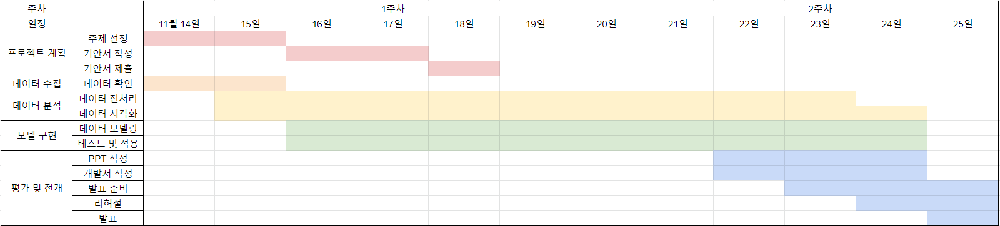 주차 1주차 2주차
일정 11월 14일 15일 16일 17일 18일 19일 20일 21일 22일 23일 24일 25일
프로젝트 계획 주제 선정
기안서 작성
기안서 제출
데이터 수집 데이터 확인
데이터 분석 데이터 전처리
데이터 시각화
모델 구현 데이터 모델링
테스트 및 적용
평가 및 전개 PPT 작성
개발서 작성
발표 준비
리허설
발표